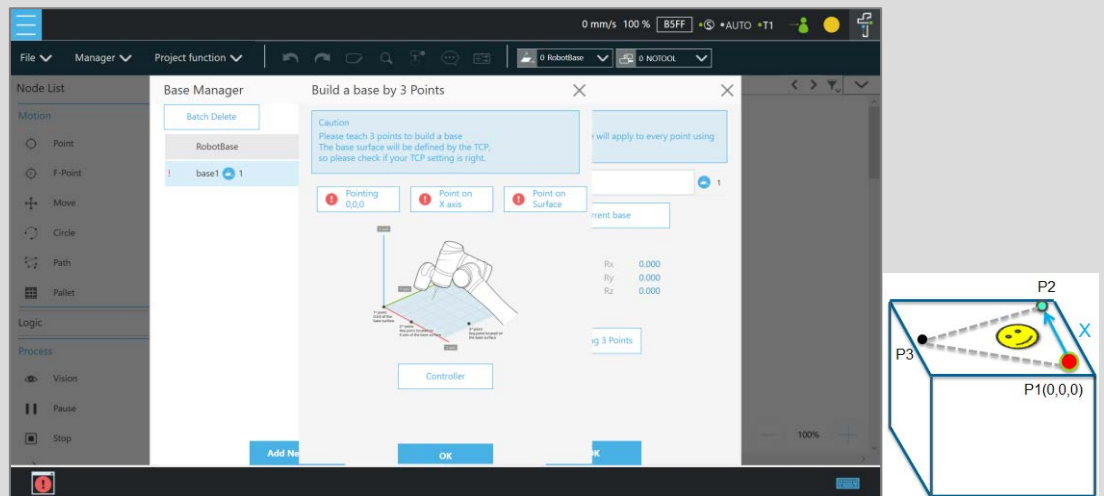 0 mm/s 100 % B5FF •Ⓢ •AUTO •T1
File Manager Project function 0 RobotBase 0 NOTOOL
Node List
Motion
Point
F-Point
Move
Circle
Path
Pallet
Logic
Process
Vision
Pause
Stop
Base Manager
Batch Delete
RobotBase
! base1 1
Add Ne
Build a base by 3 Points
Caution
Please teach 3 points to build a base
The base surface will be defined by the TCP,
so please check if your TCP setting is right.
Pointing
0,0,0
Point on
X axis
Point on
Surface
Controller
OK
will apply to every point using
1
rrent base
Rx 0.000
Ry 0.000
Rz 0.000
ng 3 Points
K
100%
P2
X
P3
P1(0,0,0)